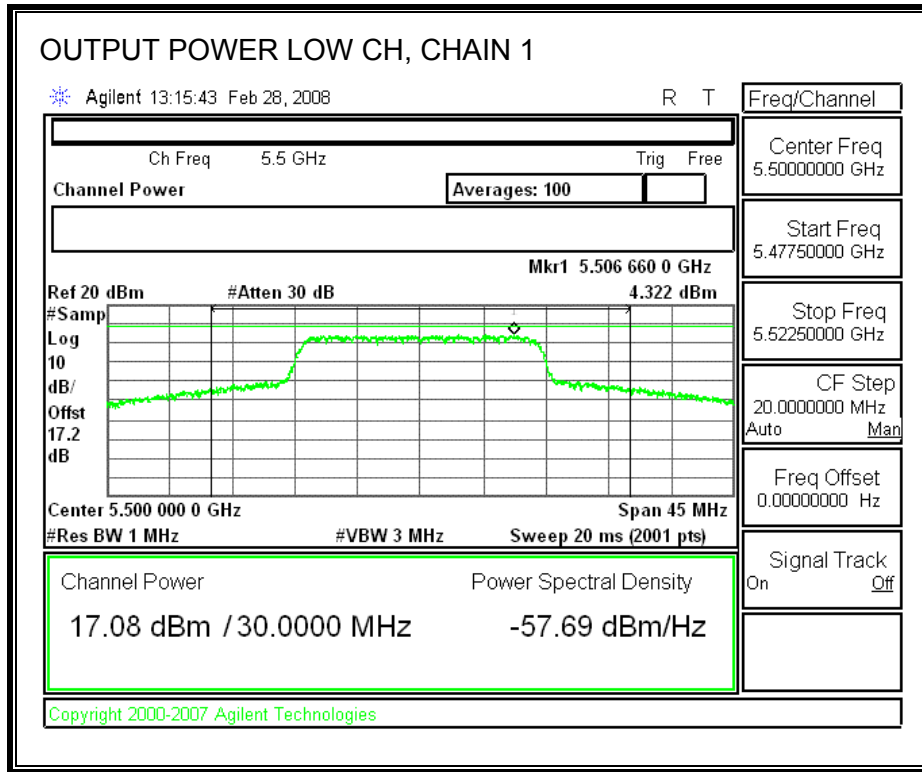 OUTPUT POWER LOW CH, CHAIN 1
Agilent 13:15:43 Feb 28, 2008 R T
Freq/Channel
Ch Freq 5.5 GHz Trig Free
Channel Power Averages: 100
Mkr1 5.506 660 0 GHz
Ref 20 dBm #Atten 30 dB 4.322 dBm
#Samp
Log
10
dB/
Offst
17.2
dB
Center 5.500 000 0 GHz Span 45 MHz
#Res BW 1 MHz #VBW 3 MHz Sweep 20 ms (2001 pts)
Channel Power Power Spectral Density
17.08 dBm / 30.0000 MHz -57.69 dBm/Hz
Copyright 2000-2007 Agilent Technologies
Center Freq
5.50000000 GHz
Start Freq
5.47750000 GHz
Stop Freq
5.52250000 GHz
CF Step
20.0000000 MHz
Auto Man
Freq Offset
0.00000000 Hz
Signal Track
On Off